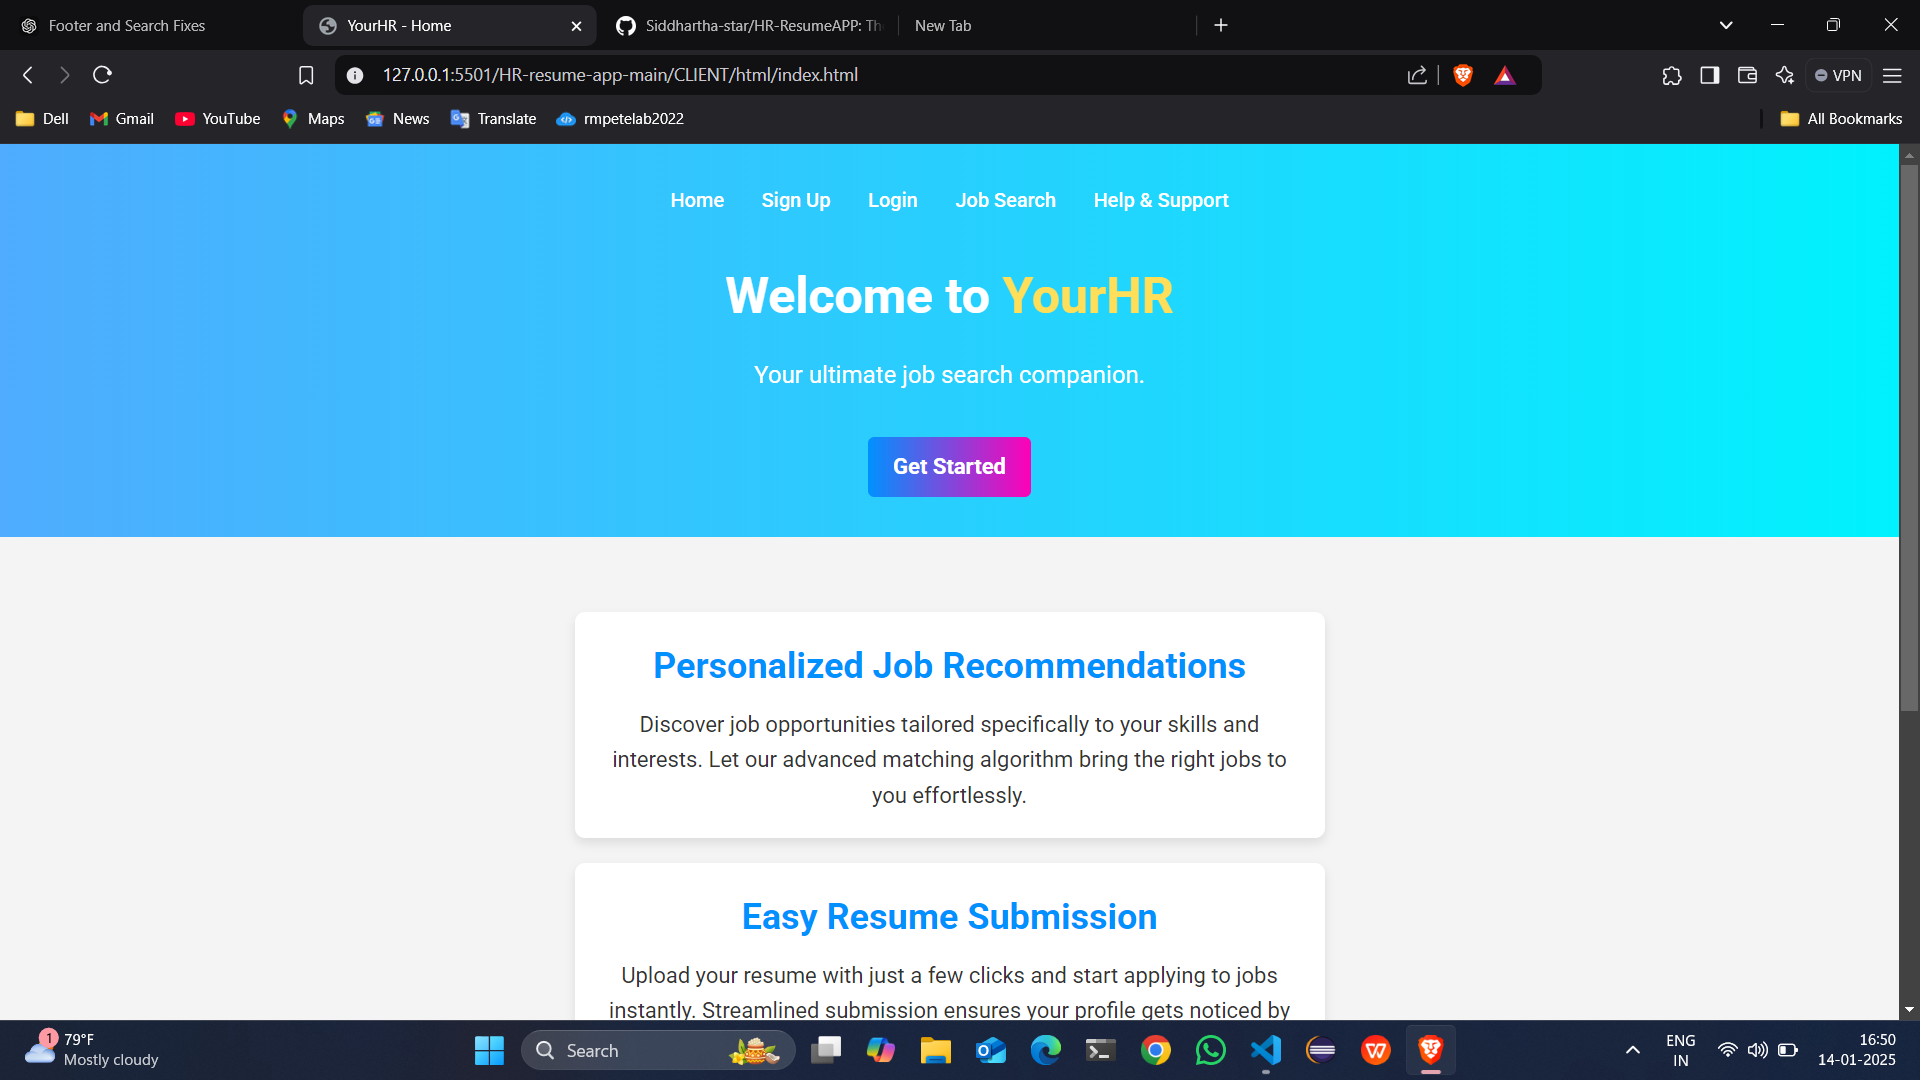 Footer and Search Fixes
YourHR - Home
Siddhartha-star/HR-ResumeAPP: Th
New Tab
127.0.0.1:5501/HR-resume-app-main/CLIENT/html/index.html
VPN
Dell
Gmail
YouTube
Maps
News
Translate
rmpetelab2022
All Bookmarks
Home
Sign Up
Login
Job Search
Help & Support
Welcome to YourHR
Your ultimate job search companion.
Get Started
Personalized Job Recommendations
Discover job opportunities tailored specifically to your skills and
interests. Let our advanced matching algorithm bring the right jobs to
you effortlessly.
Easy Resume Submission
Upload your resume with just a few clicks and start applying to jobs
instantly. Streamlined submission ensures your profile gets noticed by
1
79°F
Mostly cloudy
Search
ENG
IN
16:50
14-01-2025